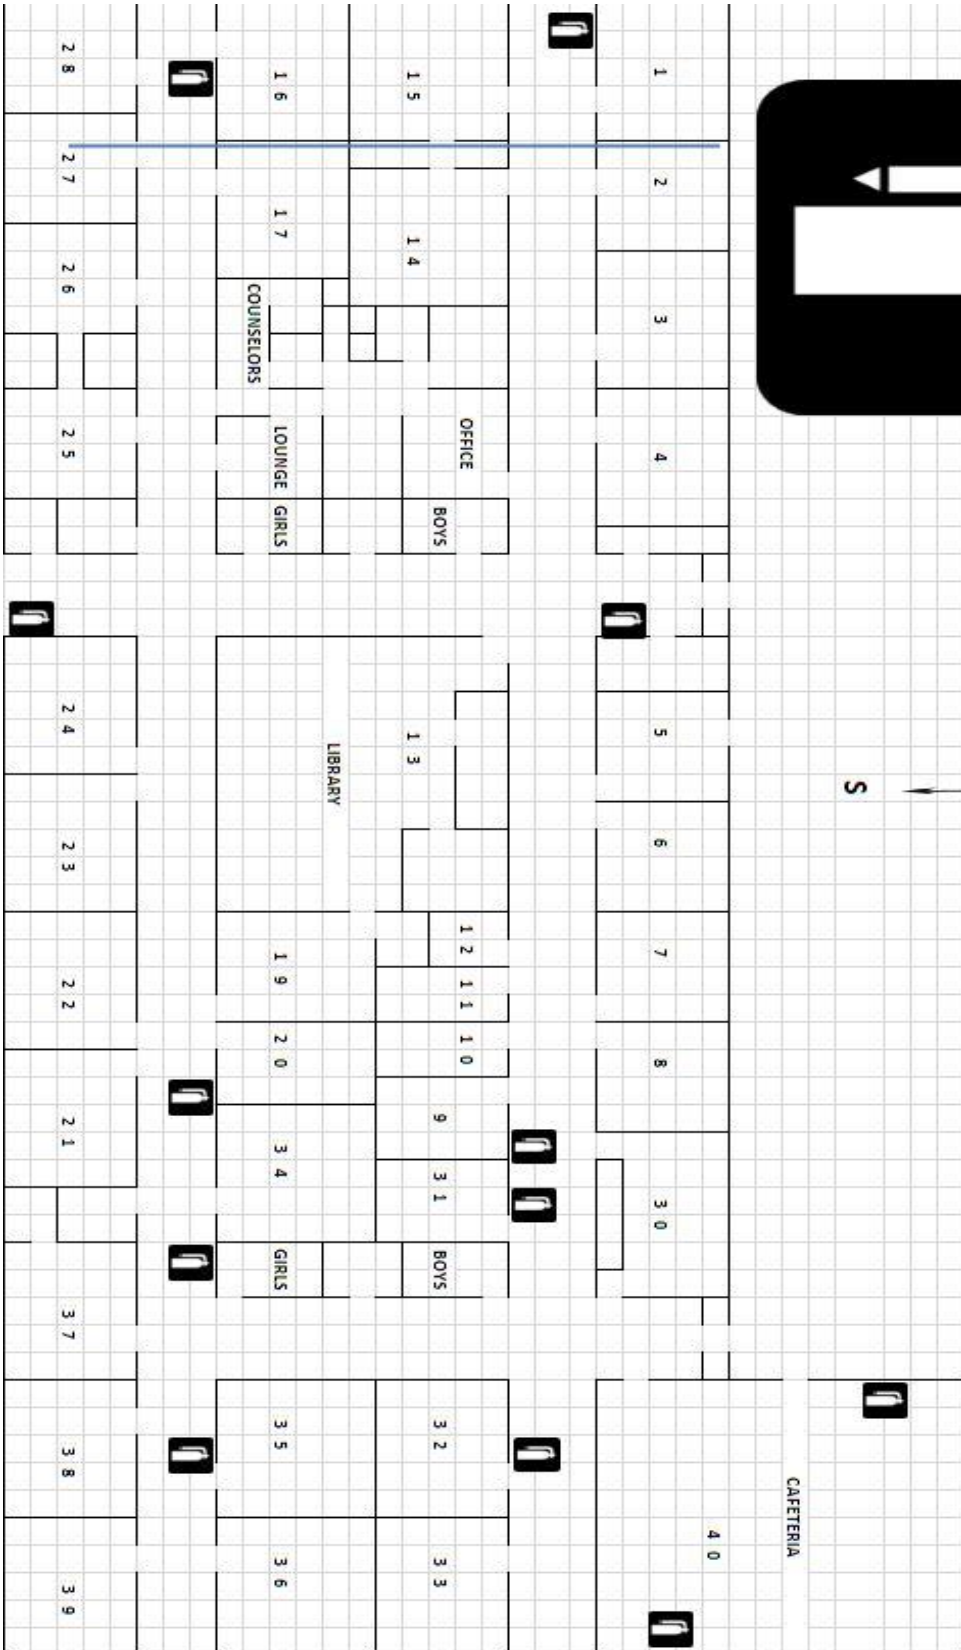 S
CAFETERIA
40
1 2 3 4 5 6 7 8 30
OFFICE 12 11 10
BOYS 9 31 BOYS 32 33
15 14 13
LIBRARY
16 17 LOUNGE GIRLS 19 20 34 GIRLS 35 36
COUNSELORS
28 27 26 25 24 23 22 21 37 38 39